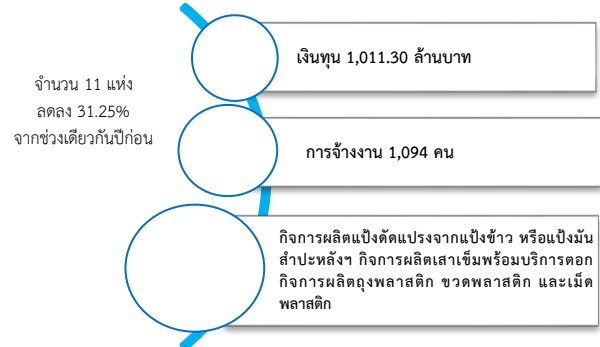 จำนวน 11 แห่ง
ลดลง 31.25%
จากช่วงเดียวกันปีก่อน
เงินทุน 1,011.30 ล้านบาท
การจ้างงาน 1,094 คน
กิจการผลิตแป้งดัดแปรงจากแป้งข้าว หรือแป้งมัน
สำปะหลังฯ กิจการผลิตเสาเข็มพร้อมบริการตอก
กิจการผลิตถุงพลาสติก ขวดพลาสติก และเม็ด
พลาสติก